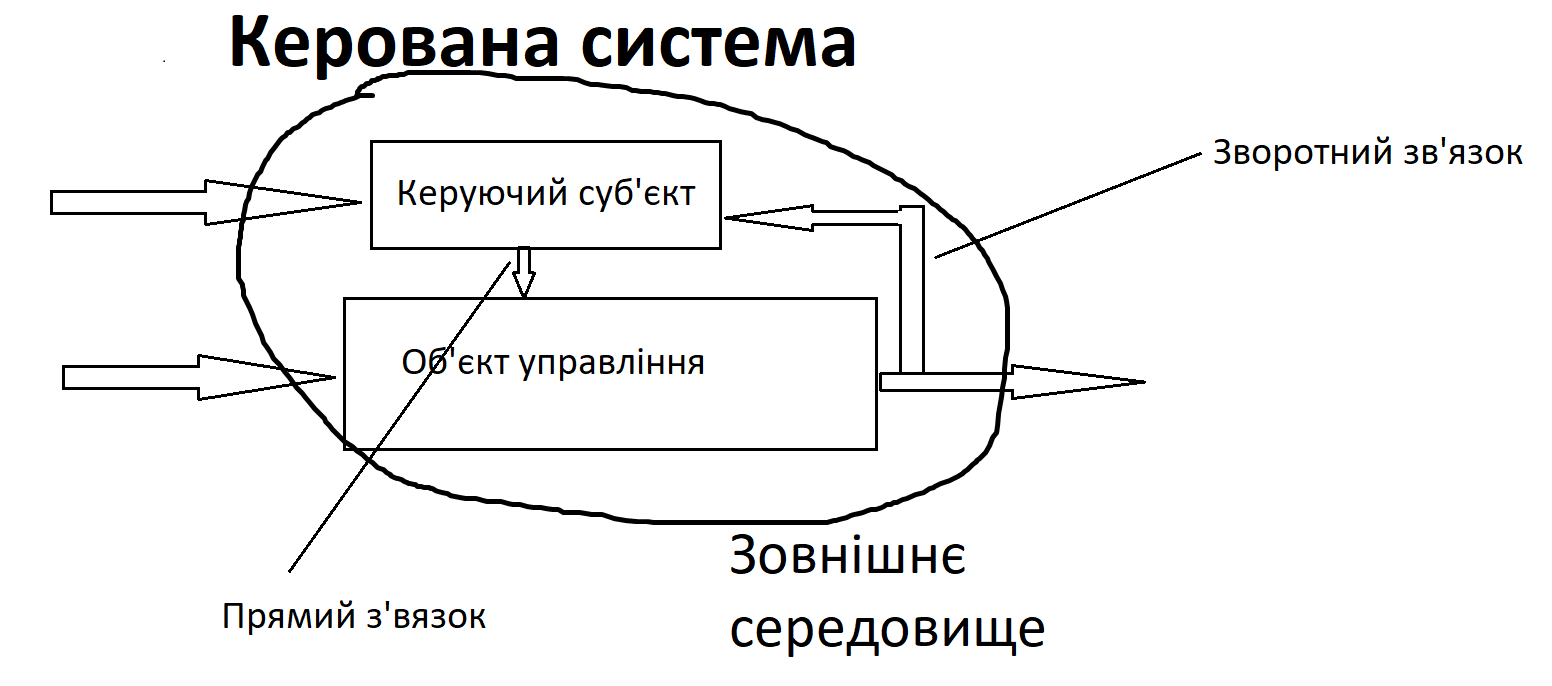 Керована система
Зворотний зв'язок
Керуючий суб'єкт
Об'єкт управління
Зовнішнє
середовище
Прямий з'вязок